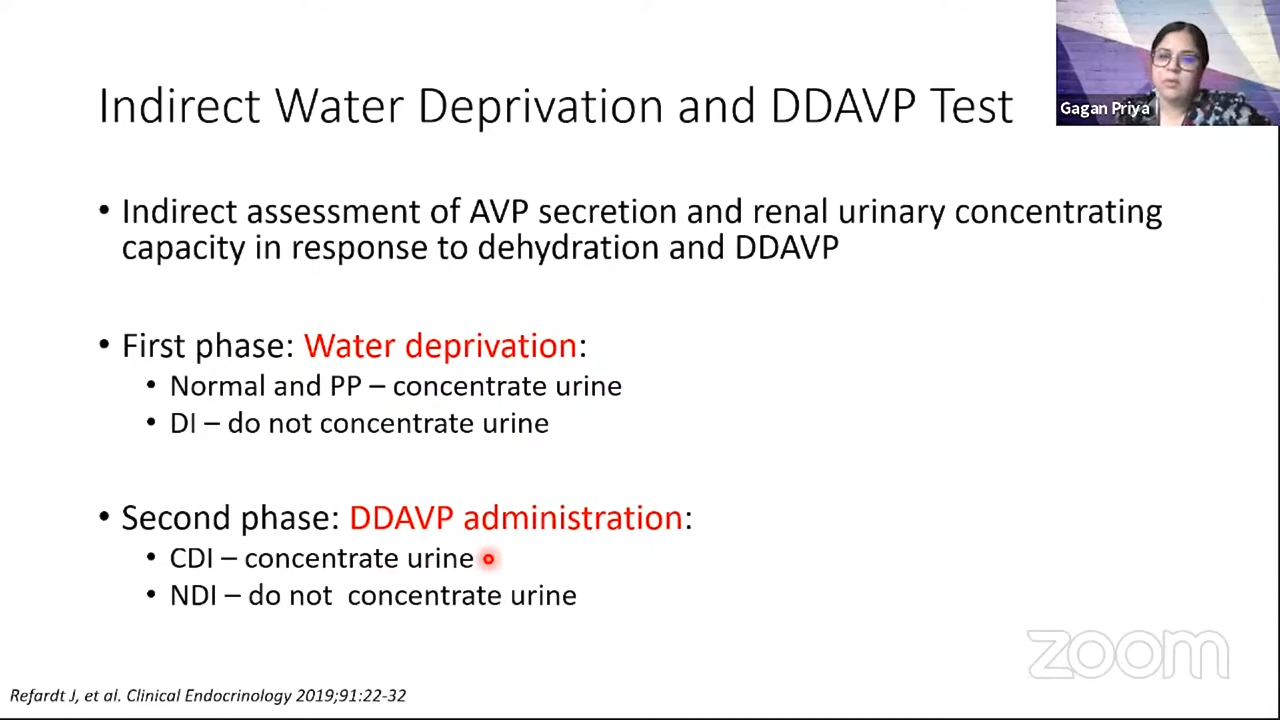 Gagan Priya
Indirect Water Deprivation and DDAVP Test
• Indirect assessment of AVP secretion and renal urinary concentrating
capacity in response to dehydration and DDAVP
• First phase: Water deprivation:
• Normal and PP – concentrate urine
• DI – do not concentrate urine
• Second phase: DDAVP administration:
• CDI – concentrate urine
• NDI – do not  concentrate urine
zoom
Refardt J, et al. Clinical Endocrinology 2019;91:22-32